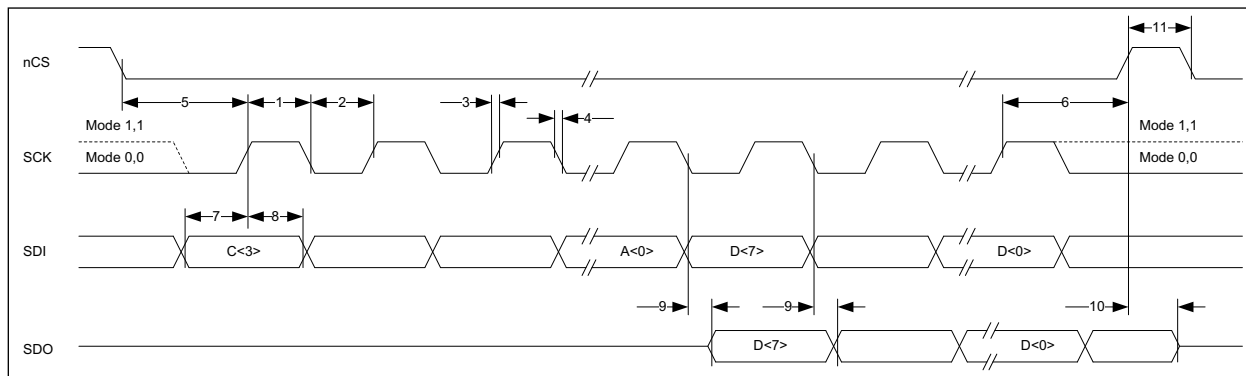 11
nCS
5
1
2
3
4
6
Mode 1,1
Mode 1,1
SCK
Mode 0,0
Mode 0,0
7
8
SDI
C<3>
A<0>
D<7>
D<0>
9
9
10
SDO
D<7>
D<0>